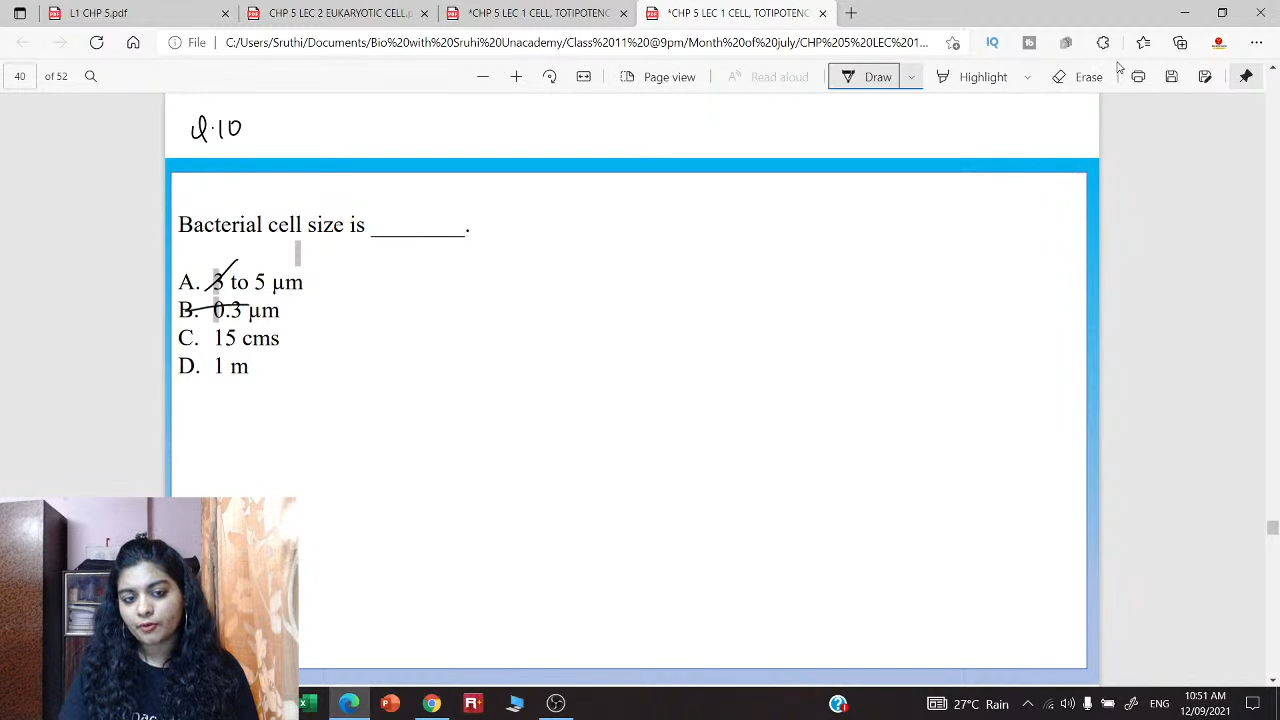 L1 CHP 5.pdf
CHP 5 LEC 2 EUKARYOTIC CELL.p
*CHP 5 LEC 1 CELL, TOTIPOTENC
*CHP 5 LEC 1 CELL, TOTIPOTENC
File
C:/Users/Sruthi/Documents/Bio%20with%20Sruhi%20Unacademy/Class%2011%20@9pm/Month%20of%20july/CHP%205%20LEC%201...
40 of 52
Page view
Read aloud
Draw
Highlight
Erase
Q.10
Bacterial cell size is ________.
A. 3 to 5 µm
B. 0.3 µm
C. 15 cms
D. 1 m
27°C Rain
ENG
10:51 AM
12/09/2021